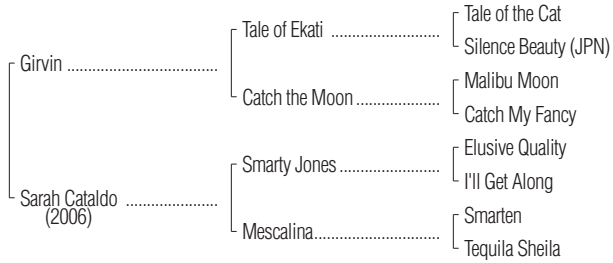 Tale of the Cat
Tale of Ekati ....................
Silence Beauty (JPN)
Girvin .....................................
Malibu Moon
Catch the Moon .....................
Catch My Fancy
Elusive Quality
Smarty Jones .........................
I'll Get Along
Sarah Cataldo ......................
(2006)
Smarten
Mescalina...............................
Tequila Sheila